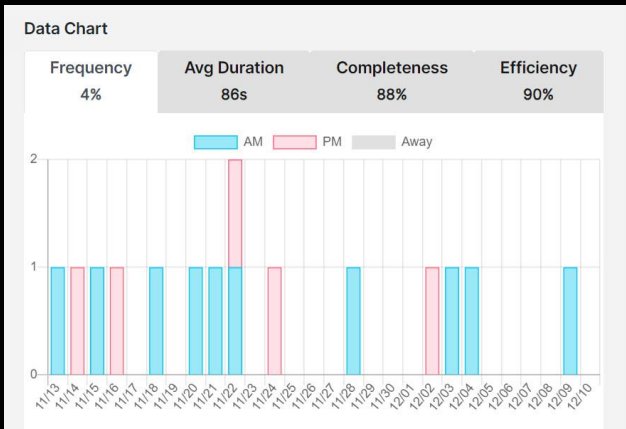 Data Chart
Frequency Avg Duration Completeness Efficiency
4% 86s 88% 90%
AM PM Away
2
1
0
11/13 11/14 11/15 11/16 11/17 11/18 11/19 11/20 11/21 11/22 11/23 11/24 11/25 11/26 11/27 11/28 11/29 11/30 12/01 12/02 12/03 12/04 12/05 12/06 12/07 12/08 12/09 12/10